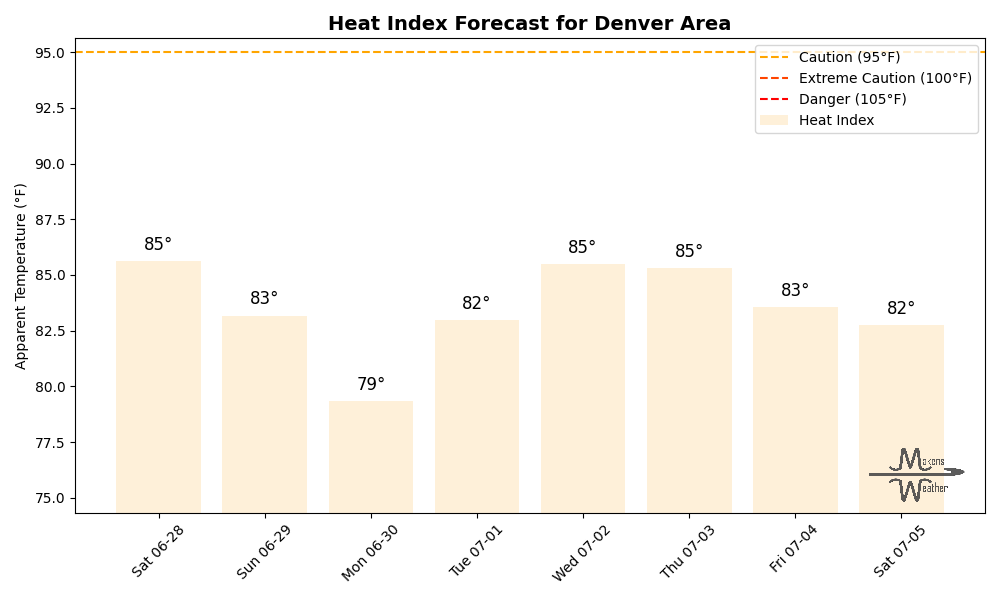 Heat Index Forecast for Denver Area
Apparent Temperature (°F)
95.0
92.5
90.0
87.5
85.0
82.5
80.0
77.5
75.0
Caution (95°F)
Extreme Caution (100°F)
Danger (105°F)
Heat Index
85°
83°
79°
82°
85°
85°
83°
82°
Sat 06-28
Sun 06-29
Mon 06-30
Tue 07-01
Wed 07-02
Thu 07-03
Fri 07-04
Sat 07-05